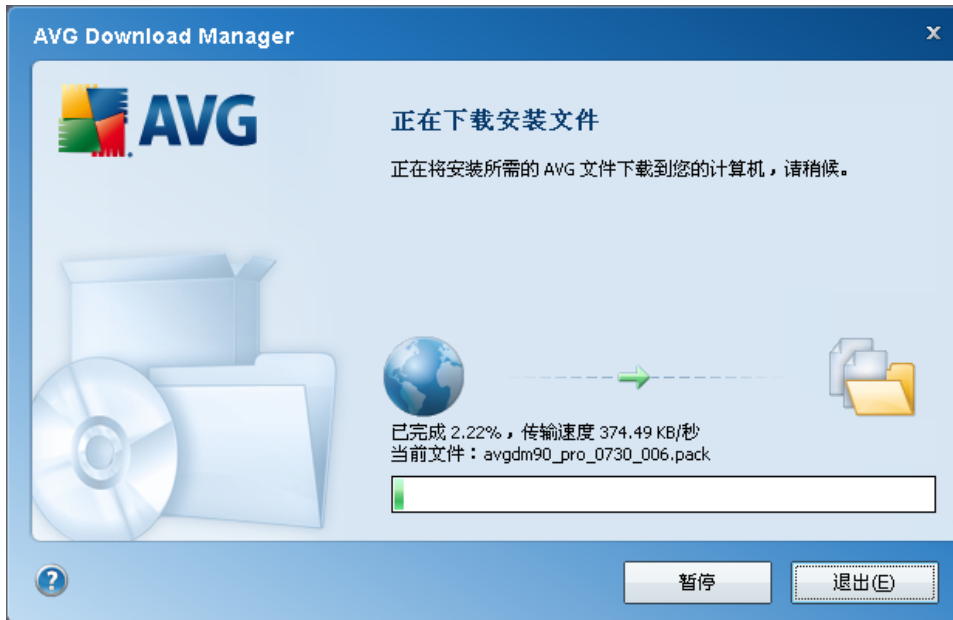 AVG Download Manager
x
AVG
正在下载安装文件
正在将安装所需的 AVG 文件下载到您的计算机，请稍候。
已完成 2.22%，传输速度 374.49 KB/秒
当前文件：avgdm90_pro_0730_006.pack
?
暂停
退出(E)